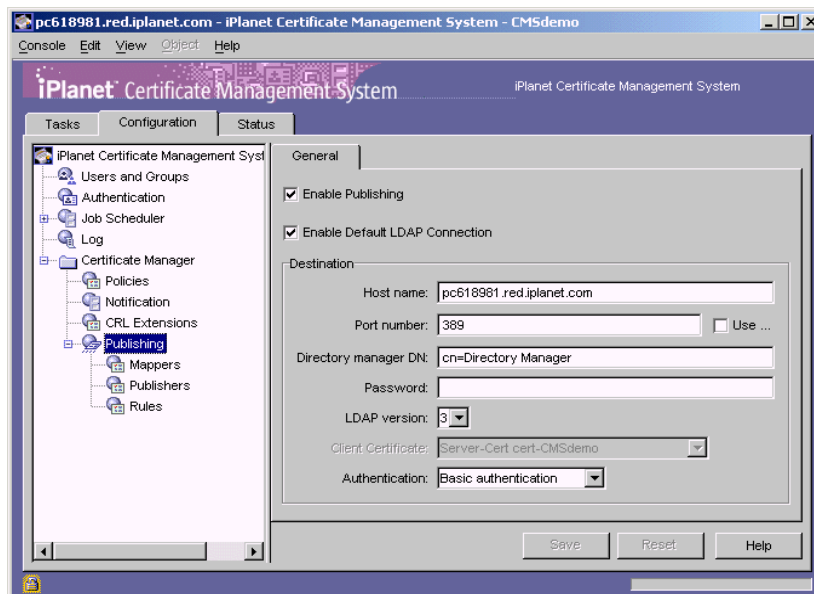 pc618981.red.iplanet.com - iPlanet Certificate Management System - CMSdemo
Console Edit View Object Help
iPlanet™ Certificate Management System
iPlanet Certificate Management System
Tasks Configuration Status
iPlanet Certificate Management Syst
Users and Groups
Authentication
Job Scheduler
Log
Certificate Manager
Policies
Notification
CRL Extensions
Publishing
Mappers
Publishers
Rules
General
Enable Publishing
Enable Default LDAP Connection
Destination
Host name: pc618981.red.iplanet.com
Port number: 389 Use ...
Directory manager DN: cn=Directory Manager
Password:
LDAP version: 3
Client Certificate: Server-Cert cert-CMSdemo
Authentication: Basic authentication
Save Reset Help